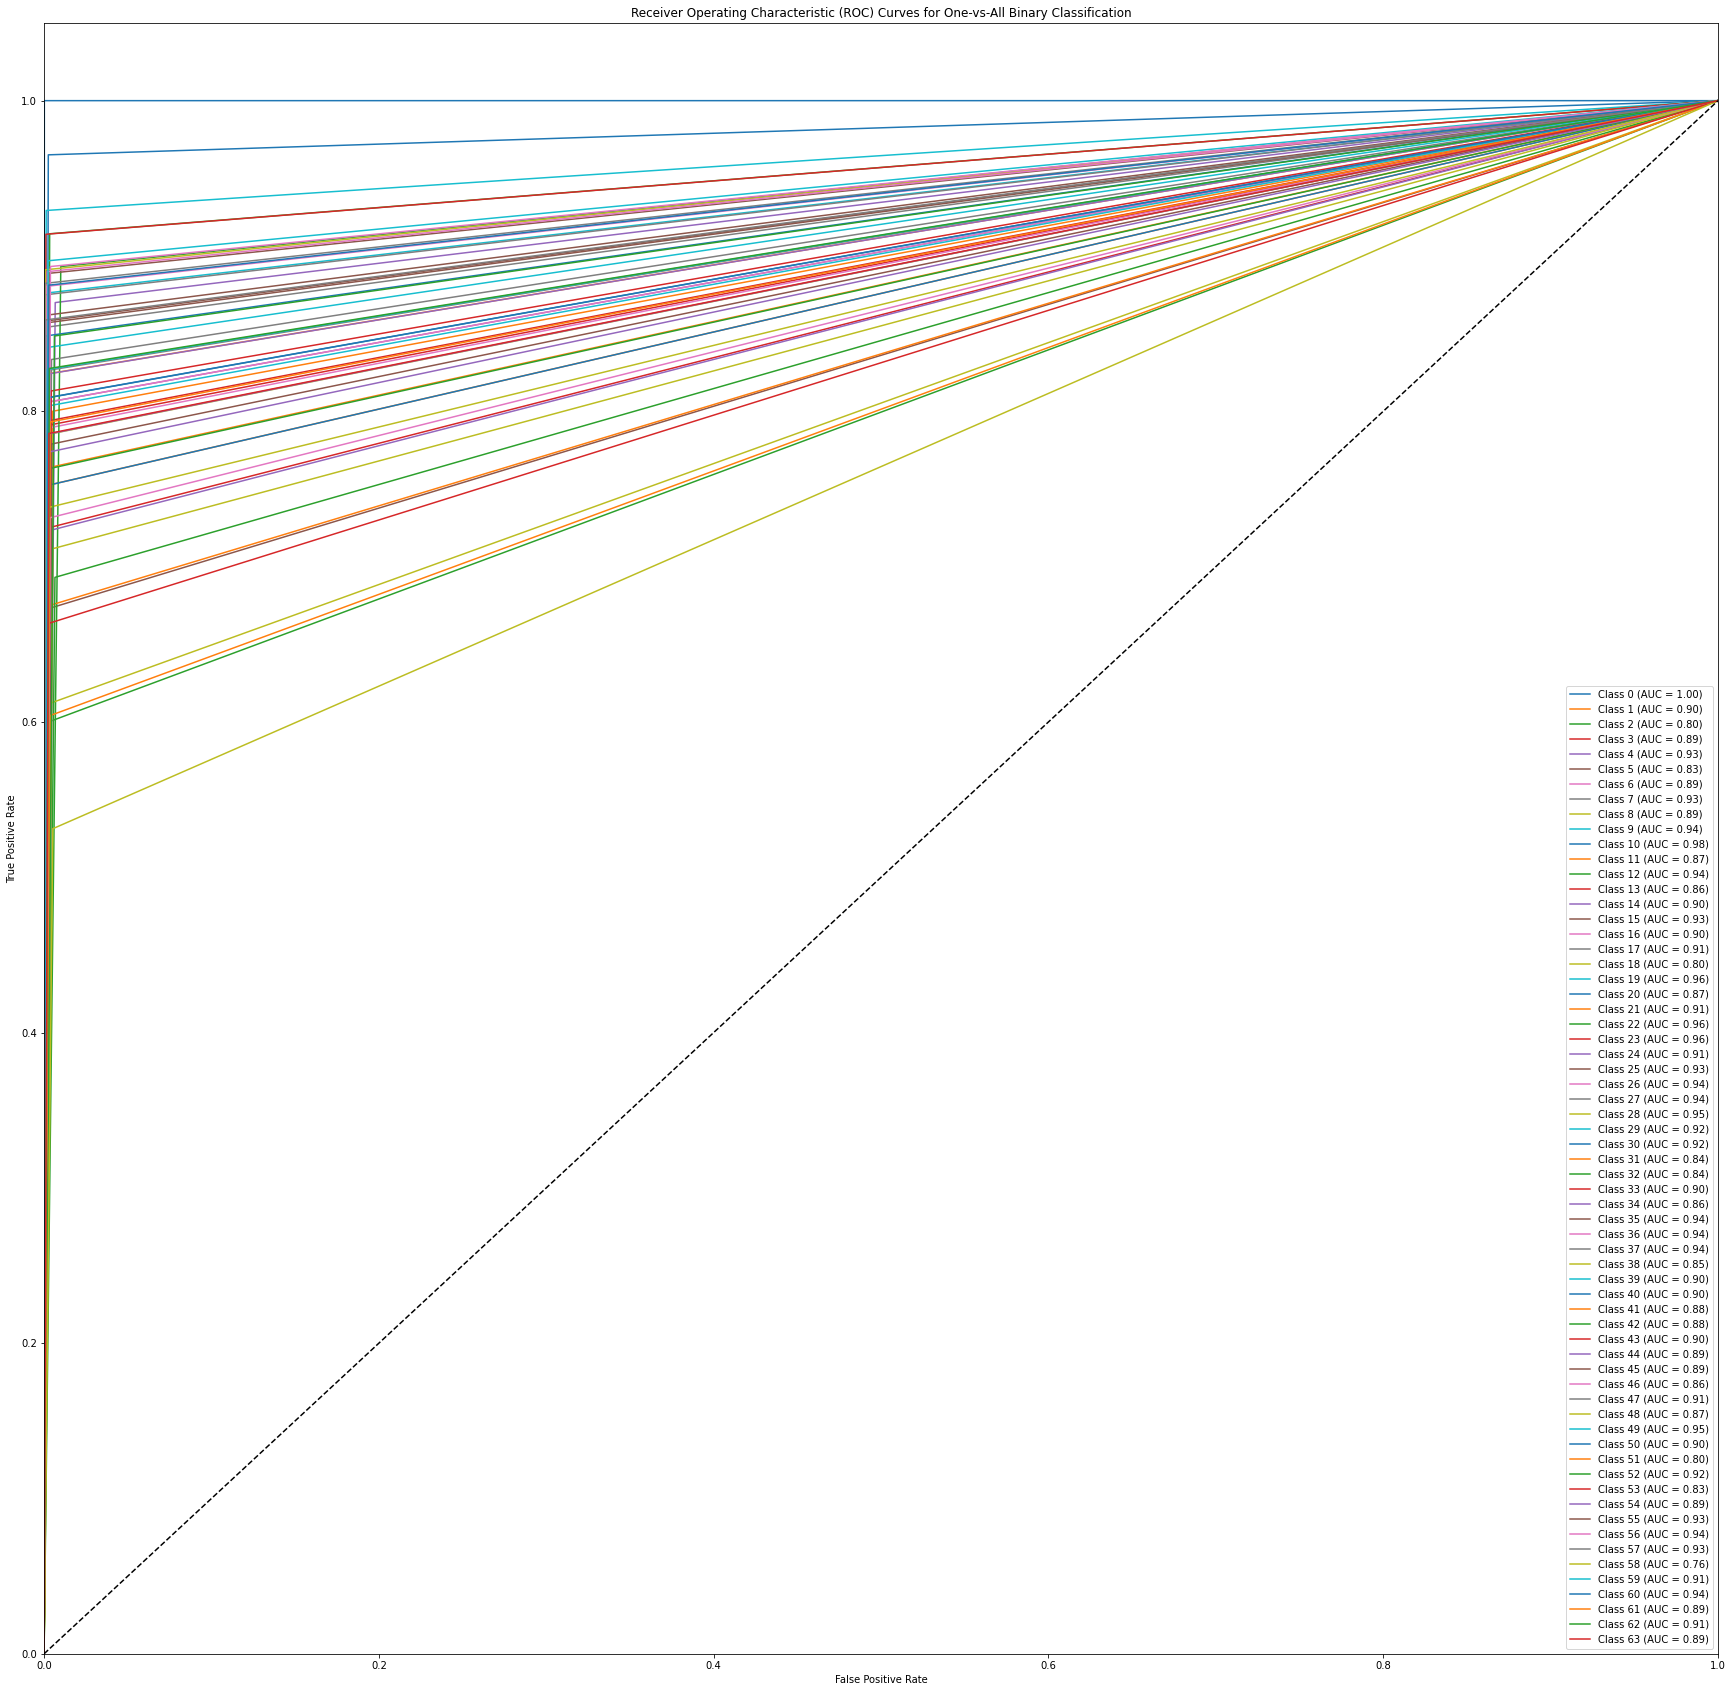 Receiver Operating Characteristic (ROC) Curves for One-vs-All Binary Classification
1.0
0.8
0.6
0.4
0.2
0.0
True Positive Rate
Class 0 (AUC = 1.00)
Class 1 (AUC = 0.90)
Class 2 (AUC = 0.80)
Class 3 (AUC = 0.89)
Class 4 (AUC = 0.93)
Class 5 (AUC = 0.83)
Class 6 (AUC = 0.89)
Class 7 (AUC = 0.93)
Class 8 (AUC = 0.89)
Class 9 (AUC = 0.94)
Class 10 (AUC = 0.98)
Class 11 (AUC = 0.87)
Class 12 (AUC = 0.94)
Class 13 (AUC = 0.86)
Class 14 (AUC = 0.90)
Class 15 (AUC = 0.93)
Class 16 (AUC = 0.90)
Class 17 (AUC = 0.91)
Class 18 (AUC = 0.80)
Class 19 (AUC = 0.96)
Class 20 (AUC = 0.87)
Class 21 (AUC = 0.91)
Class 22 (AUC = 0.96)
Class 23 (AUC = 0.96)
Class 24 (AUC = 0.91)
Class 25 (AUC = 0.93)
Class 26 (AUC = 0.94)
Class 27 (AUC = 0.94)
Class 28 (AUC = 0.95)
Class 29 (AUC = 0.92)
Class 30 (AUC = 0.92)
Class 31 (AUC = 0.84)
Class 32 (AUC = 0.84)
Class 33 (AUC = 0.90)
Class 34 (AUC = 0.86)
Class 35 (AUC = 0.94)
Class 36 (AUC = 0.94)
Class 37 (AUC = 0.94)
Class 38 (AUC = 0.85)
Class 39 (AUC = 0.90)
Class 40 (AUC = 0.90)
Class 41 (AUC = 0.88)
Class 42 (AUC = 0.88)
Class 43 (AUC = 0.90)
Class 44 (AUC = 0.89)
Class 45 (AUC = 0.89)
Class 46 (AUC = 0.86)
Class 47 (AUC = 0.91)
Class 48 (AUC = 0.87)
Class 49 (AUC = 0.95)
Class 50 (AUC = 0.90)
Class 51 (AUC = 0.80)
Class 52 (AUC = 0.92)
Class 53 (AUC = 0.83)
Class 54 (AUC = 0.89)
Class 55 (AUC = 0.93)
Class 56 (AUC = 0.94)
Class 57 (AUC = 0.93)
Class 58 (AUC = 0.76)
Class 59 (AUC = 0.91)
Class 60 (AUC = 0.94)
Class 61 (AUC = 0.89)
Class 62 (AUC = 0.91)
Class 63 (AUC = 0.89)
0.0 0.2 0.4 0.6 0.8 1.0
False Positive Rate